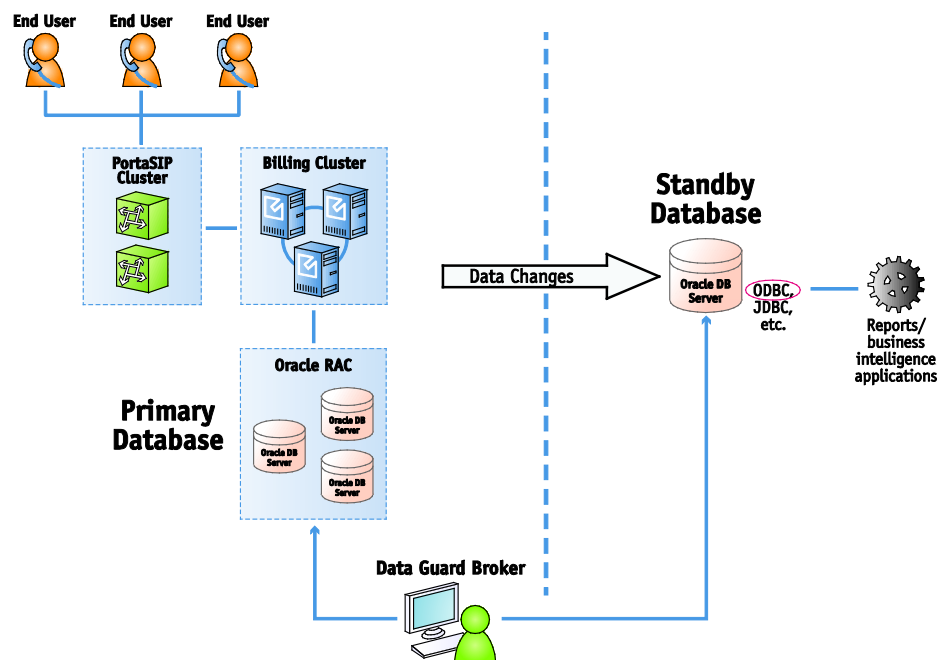 End User
End User
End User
PortaSIP
Cluster
Billing Cluster
Standby
Database
Data Changes
Oracle DB
Server
ODBC,
JDBC,
etc.
Reports/
business
intelligence
applications
Oracle RAC
Primary
Database
Oracle DB
Server
Oracle DB
Server
Oracle DB
Server
Data Guard Broker